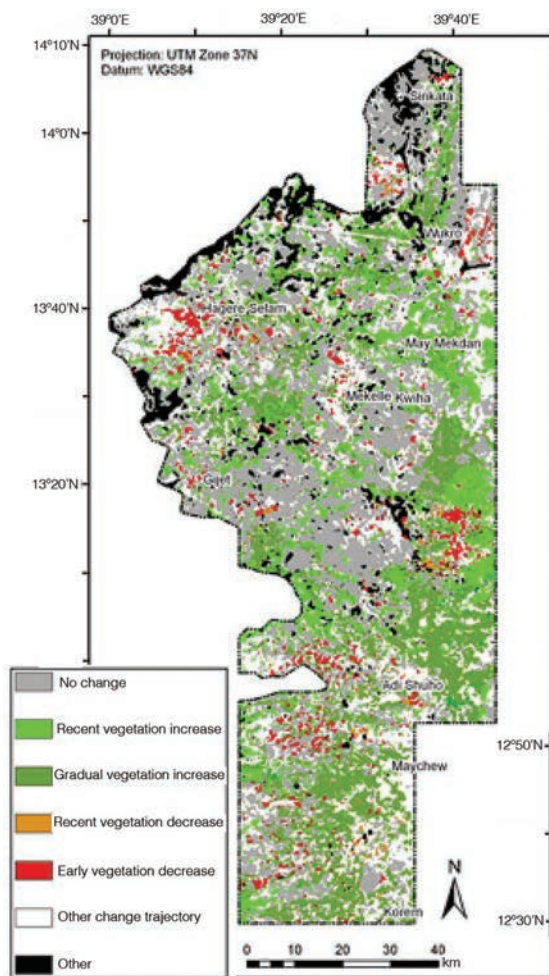 39°0'E 39°20'E 39°40'E
14°10'N
Projection: UTM Zone 37N
Datum: WGS84
Sinkata
14°0'N
Wukro
13°40'N
Hagere Selam
May Mekdan
Mekelle Kwiha
13°20'N
Gijet
Adi Shuho
12°50'N
Maychew
Korem
12°30'N
No change
Recent vegetation increase
Gradual vegetation increase
Recent vegetation decrease
Early vegetation decrease
Other change trajectory
Other
N
0 10 20 30 40
km